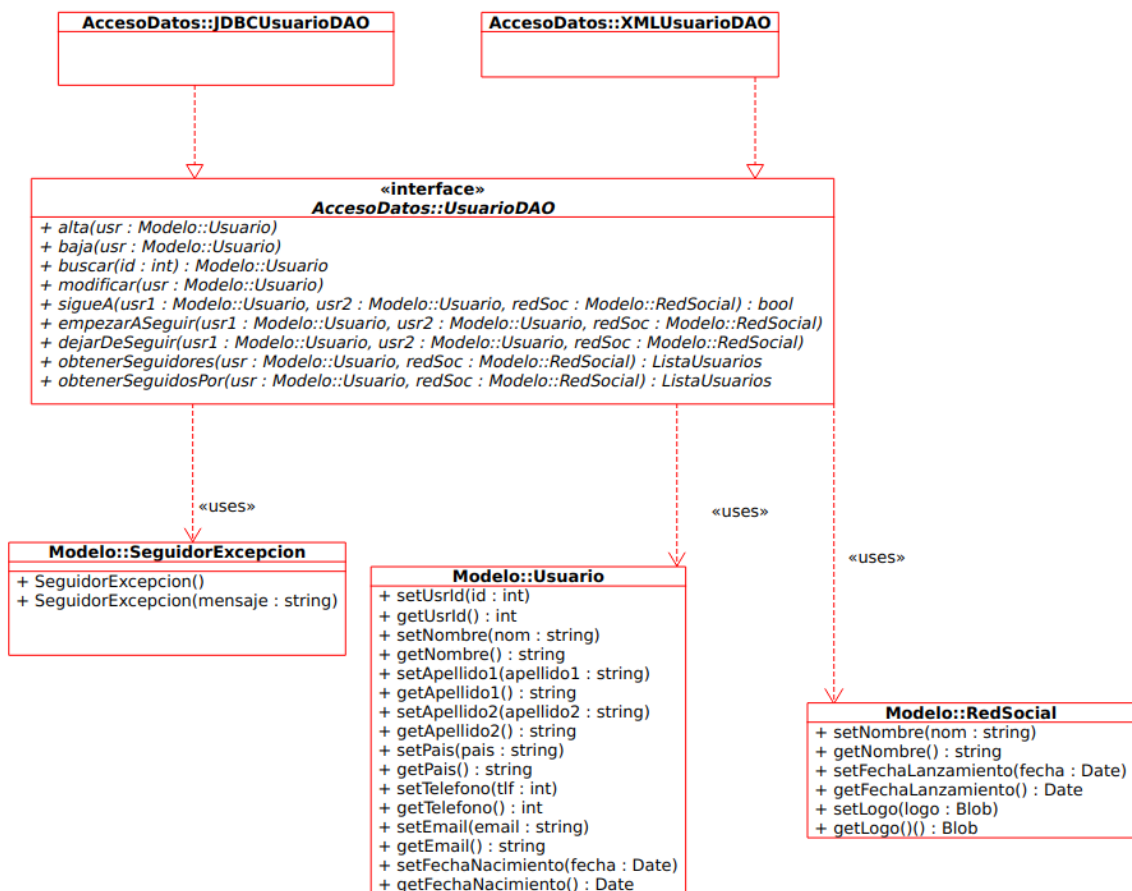 AccesoDatos::JDBCUsuarioDAO
AccesoDatos::XMLUsuarioDAO
«interface»
AccesoDatos::UsuarioDAO
+ alta(usr : Modelo::Usuario)
+ baja(usr : Modelo::Usuario)
+ buscar(id : int) : Modelo::Usuario
+ modificar(usr : Modelo::Usuario)
+ sigueA(usr1 : Modelo::Usuario, usr2 : Modelo::Usuario, redSoc : Modelo::RedSocial) : bool
+ empezarASeguir(usr1 : Modelo::Usuario, usr2 : Modelo::Usuario, redSoc : Modelo::RedSocial)
+ dejarDeSeguir(usr1 : Modelo::Usuario, usr2 : Modelo::Usuario, redSoc : Modelo::RedSocial)
+ obtenerSeguidores(usr : Modelo::Usuario, redSoc : Modelo::RedSocial) : ListaUsuarios
+ obtenerSeguidosPor(usr : Modelo::Usuario, redSoc : Modelo::RedSocial) : ListaUsuarios
«uses»
«uses»
«uses»
Modelo::SeguidorExcepcion
+ SeguidorExcepcion()
+ SeguidorExcepcion(mensaje : string)
Modelo::Usuario
+ setUsrId(id : int)
+ getUsrId() : int
+ setNombre(nom : string)
+ getNombre() : string
+ setApellido1(apellido1 : string)
+ getApellido1() : string
+ setApellido2(apellido2 : string)
+ getApellido2() : string
+ setPais(pais : string)
+ getPais() : string
+ setTelefono(tlf : int)
+ getTelefono() : int
+ setEmail(email : string)
+ getEmail() : string
+ setFechaNacimiento(fecha : Date)
+ getFechaNacimiento() : Date
Modelo::RedSocial
+ setNombre(nom : string)
+ getNombre() : string
+ setFechaLanzamiento(fecha : Date)
+ getFechaLanzamiento() : Date
+ setLogo(logo : Blob)
+ getLogo()() : Blob